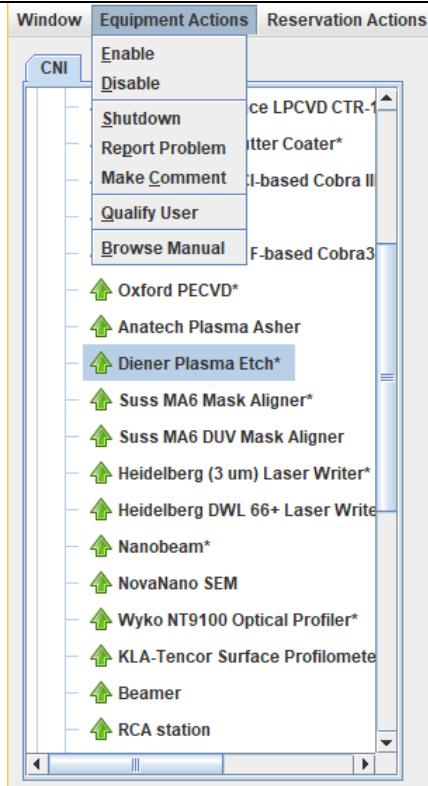 Window Equipment Actions Reservation Actions
CNI
Enable
Disable
Shutdown
Report Problem
Make Comment
Qualify User
Browse Manual
ce LPCVD CTR-1
tter Coater*
Cl-based Cobra III
F-based Cobra3
Oxford PECVD*
Anatech Plasma Asher
Diener Plasma Etch*
Suss MA6 Mask Aligner*
Suss MA6 DUV Mask Aligner
Heidelberg (3 um) Laser Writer*
Heidelberg DWL 66+ Laser Write
Nanobeam*
NovaNano SEM
Wyko NT9100 Optical Profiler*
KLA-Tencor Surface Profilomete
Beamer
RCA station